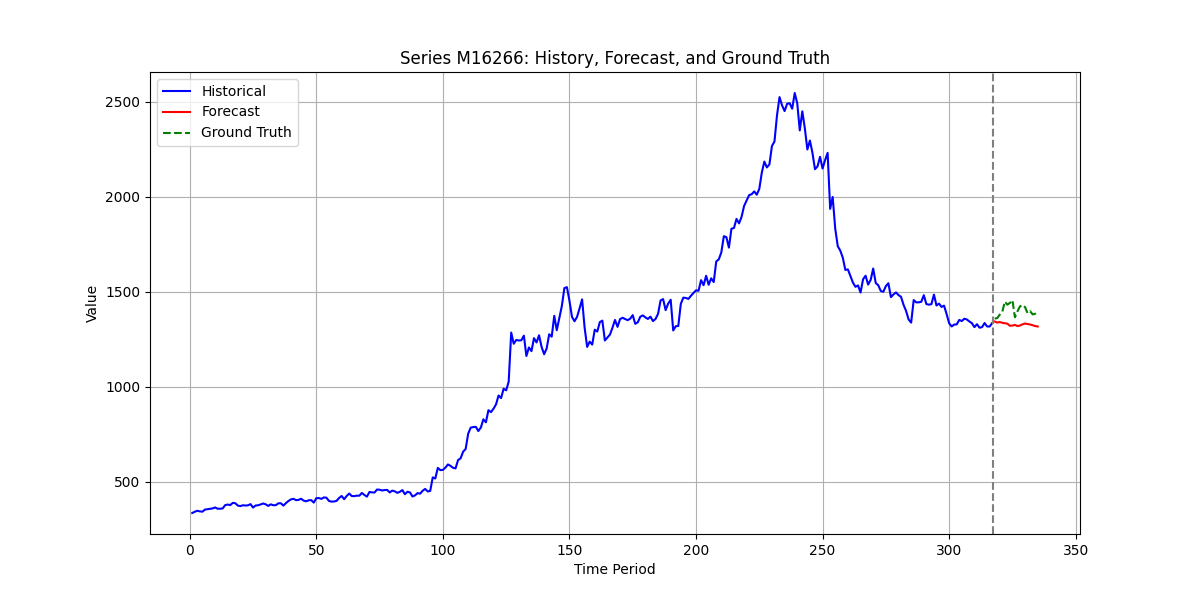 Series M16266: History, Forecast, and Ground Truth
Historical
Forecast
Ground Truth
2500
2000
1500
1000
500
Value
0 50 100 150 200 250 300 350
Time Period